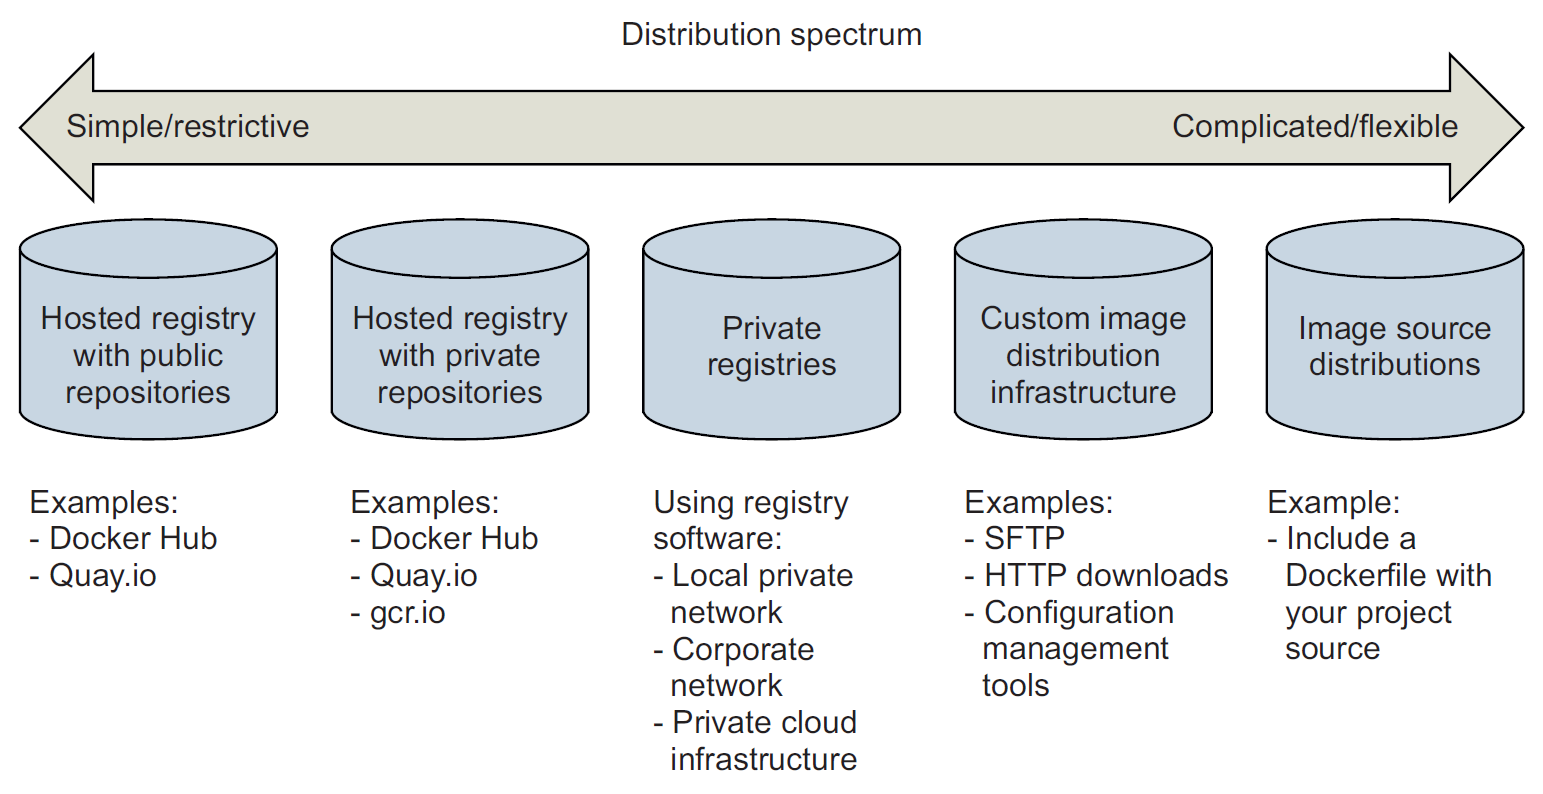 Distribution spectrum
Simple/restrictive
Complicated/flexible
Hosted registry
with public
repositories
Hosted registry
with private
repositories
Private
registries
Custom image
distribution
infrastructure
Image source
distributions
Examples:
- Docker Hub
- Quay.io
Examples:
- Docker Hub
- Quay.io
- gcr.io
Using registry
software:
- Local private
network
- Corporate
network
- Private cloud
infrastructure
Examples:
- SFTP
- HTTP downloads
- Configuration
management
tools
Example:
- Include a
Dockerfile with
your project
source